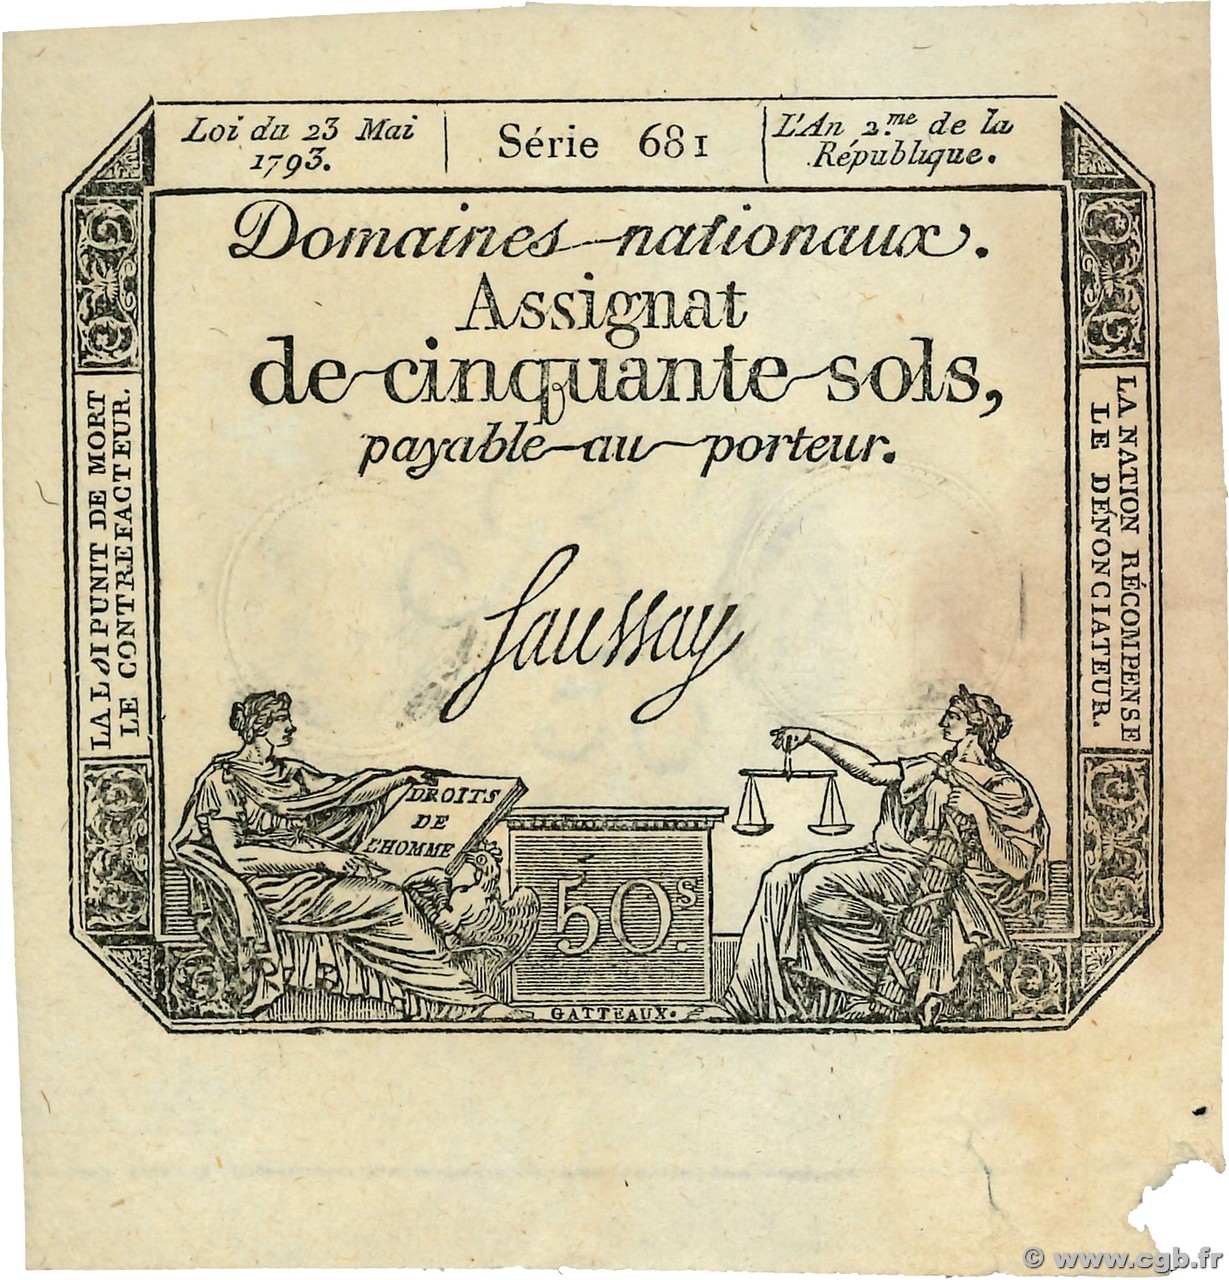 Loi du 23 Mai
1793.
Série 681
L'An 2.me de la
République.
Domaines nationaux.
Assignat
de cinquante sols,
payable au porteur.
LA LOI PUNIT DE MORT
LE CONTREFACTEUR.
LA NATION RÉCOMPENSE
LE DÉNONCIATEUR.
Saussay
DROITS
DE
L'HOMME
50.s
GATTEAUX.
© www.cgb.fr